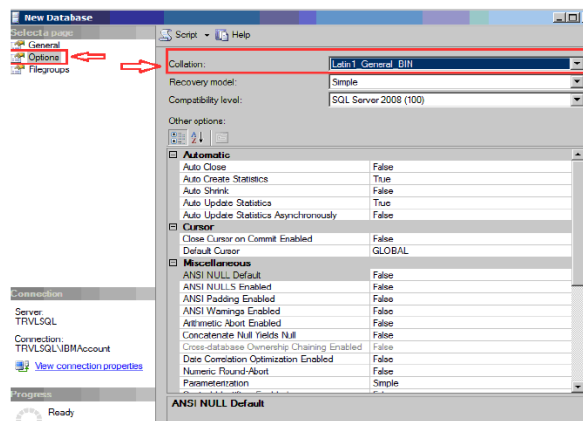 New Database
Select a page
General
Options
Filegroups
Script
Help
Collation: Latin1_General_BIN
Recovery model: Simple
Compatibility level: SQL Server 2008 (100)
Other options:
Automatic
Auto Close False
Auto Create Statistics True
Auto Shrink False
Auto Update Statistics True
Auto Update Statistics Asynchronously False
Cursor
Close Cursor on Commit Enabled False
Default Cursor GLOBAL
Miscellaneous
ANSI NULL Default False
ANSI NULLS Enabled False
ANSI Padding Enabled False
ANSI Warnings Enabled False
Arithmetic Abort Enabled False
Concatenate Null Yields Null False
Cross-database Ownership Chaining Enabled False
Date Correlation Optimization Enabled False
Numeric Round-Abort False
Parameterization Simple
ANSI NULL Default
Connection
Server:
TRVLSQL
Connection:
TRVLSQL\IBMAccount
View connection properties
Progress
Ready